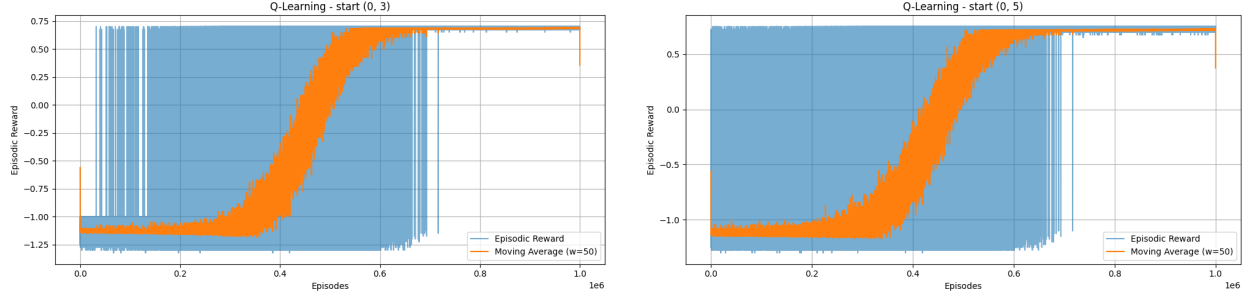 Q-Learning - start (0, 3)
0.75
0.50
0.25
0.00
−0.25
−0.50
−0.75
−1.00
−1.25
Episodic Reward
0.0
0.2
0.4
0.6
0.8
1.0
1e6
Episodes
Episodic Reward
Moving Average (w=50)
Q-Learning - start (0, 5)
0.5
0.0
−0.5
−1.0
Episodic Reward
0.0
0.2
0.4
0.6
0.8
1.0
1e6
Episodes
Episodic Reward
Moving Average (w=50)